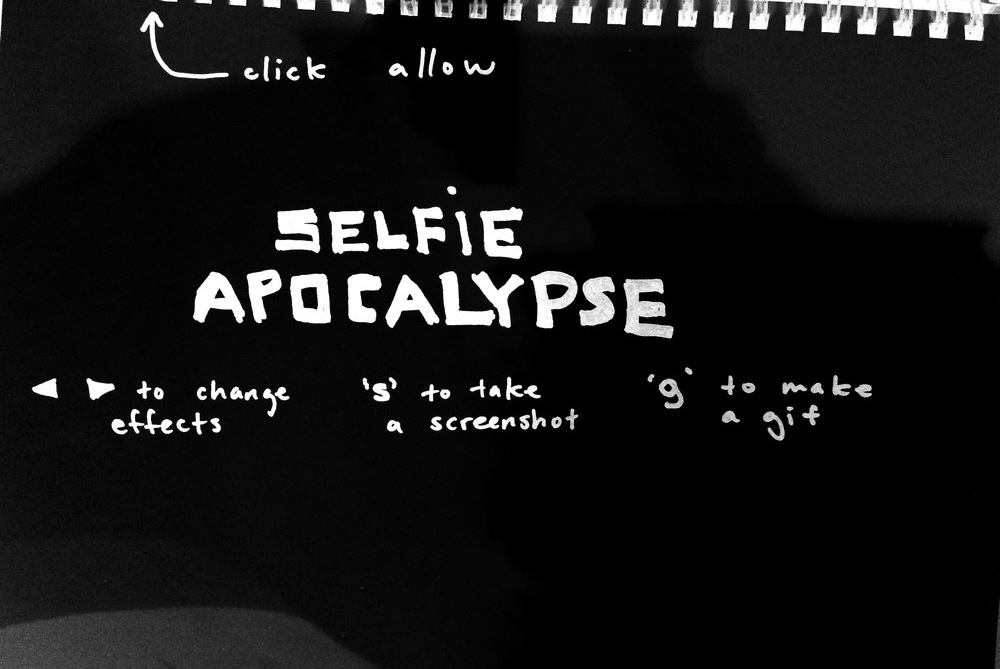 click allow
SELFiE
APOCALYPSE
◀ ▶ to change
effects
's' to take
a screenshot
'g' to make
a gif